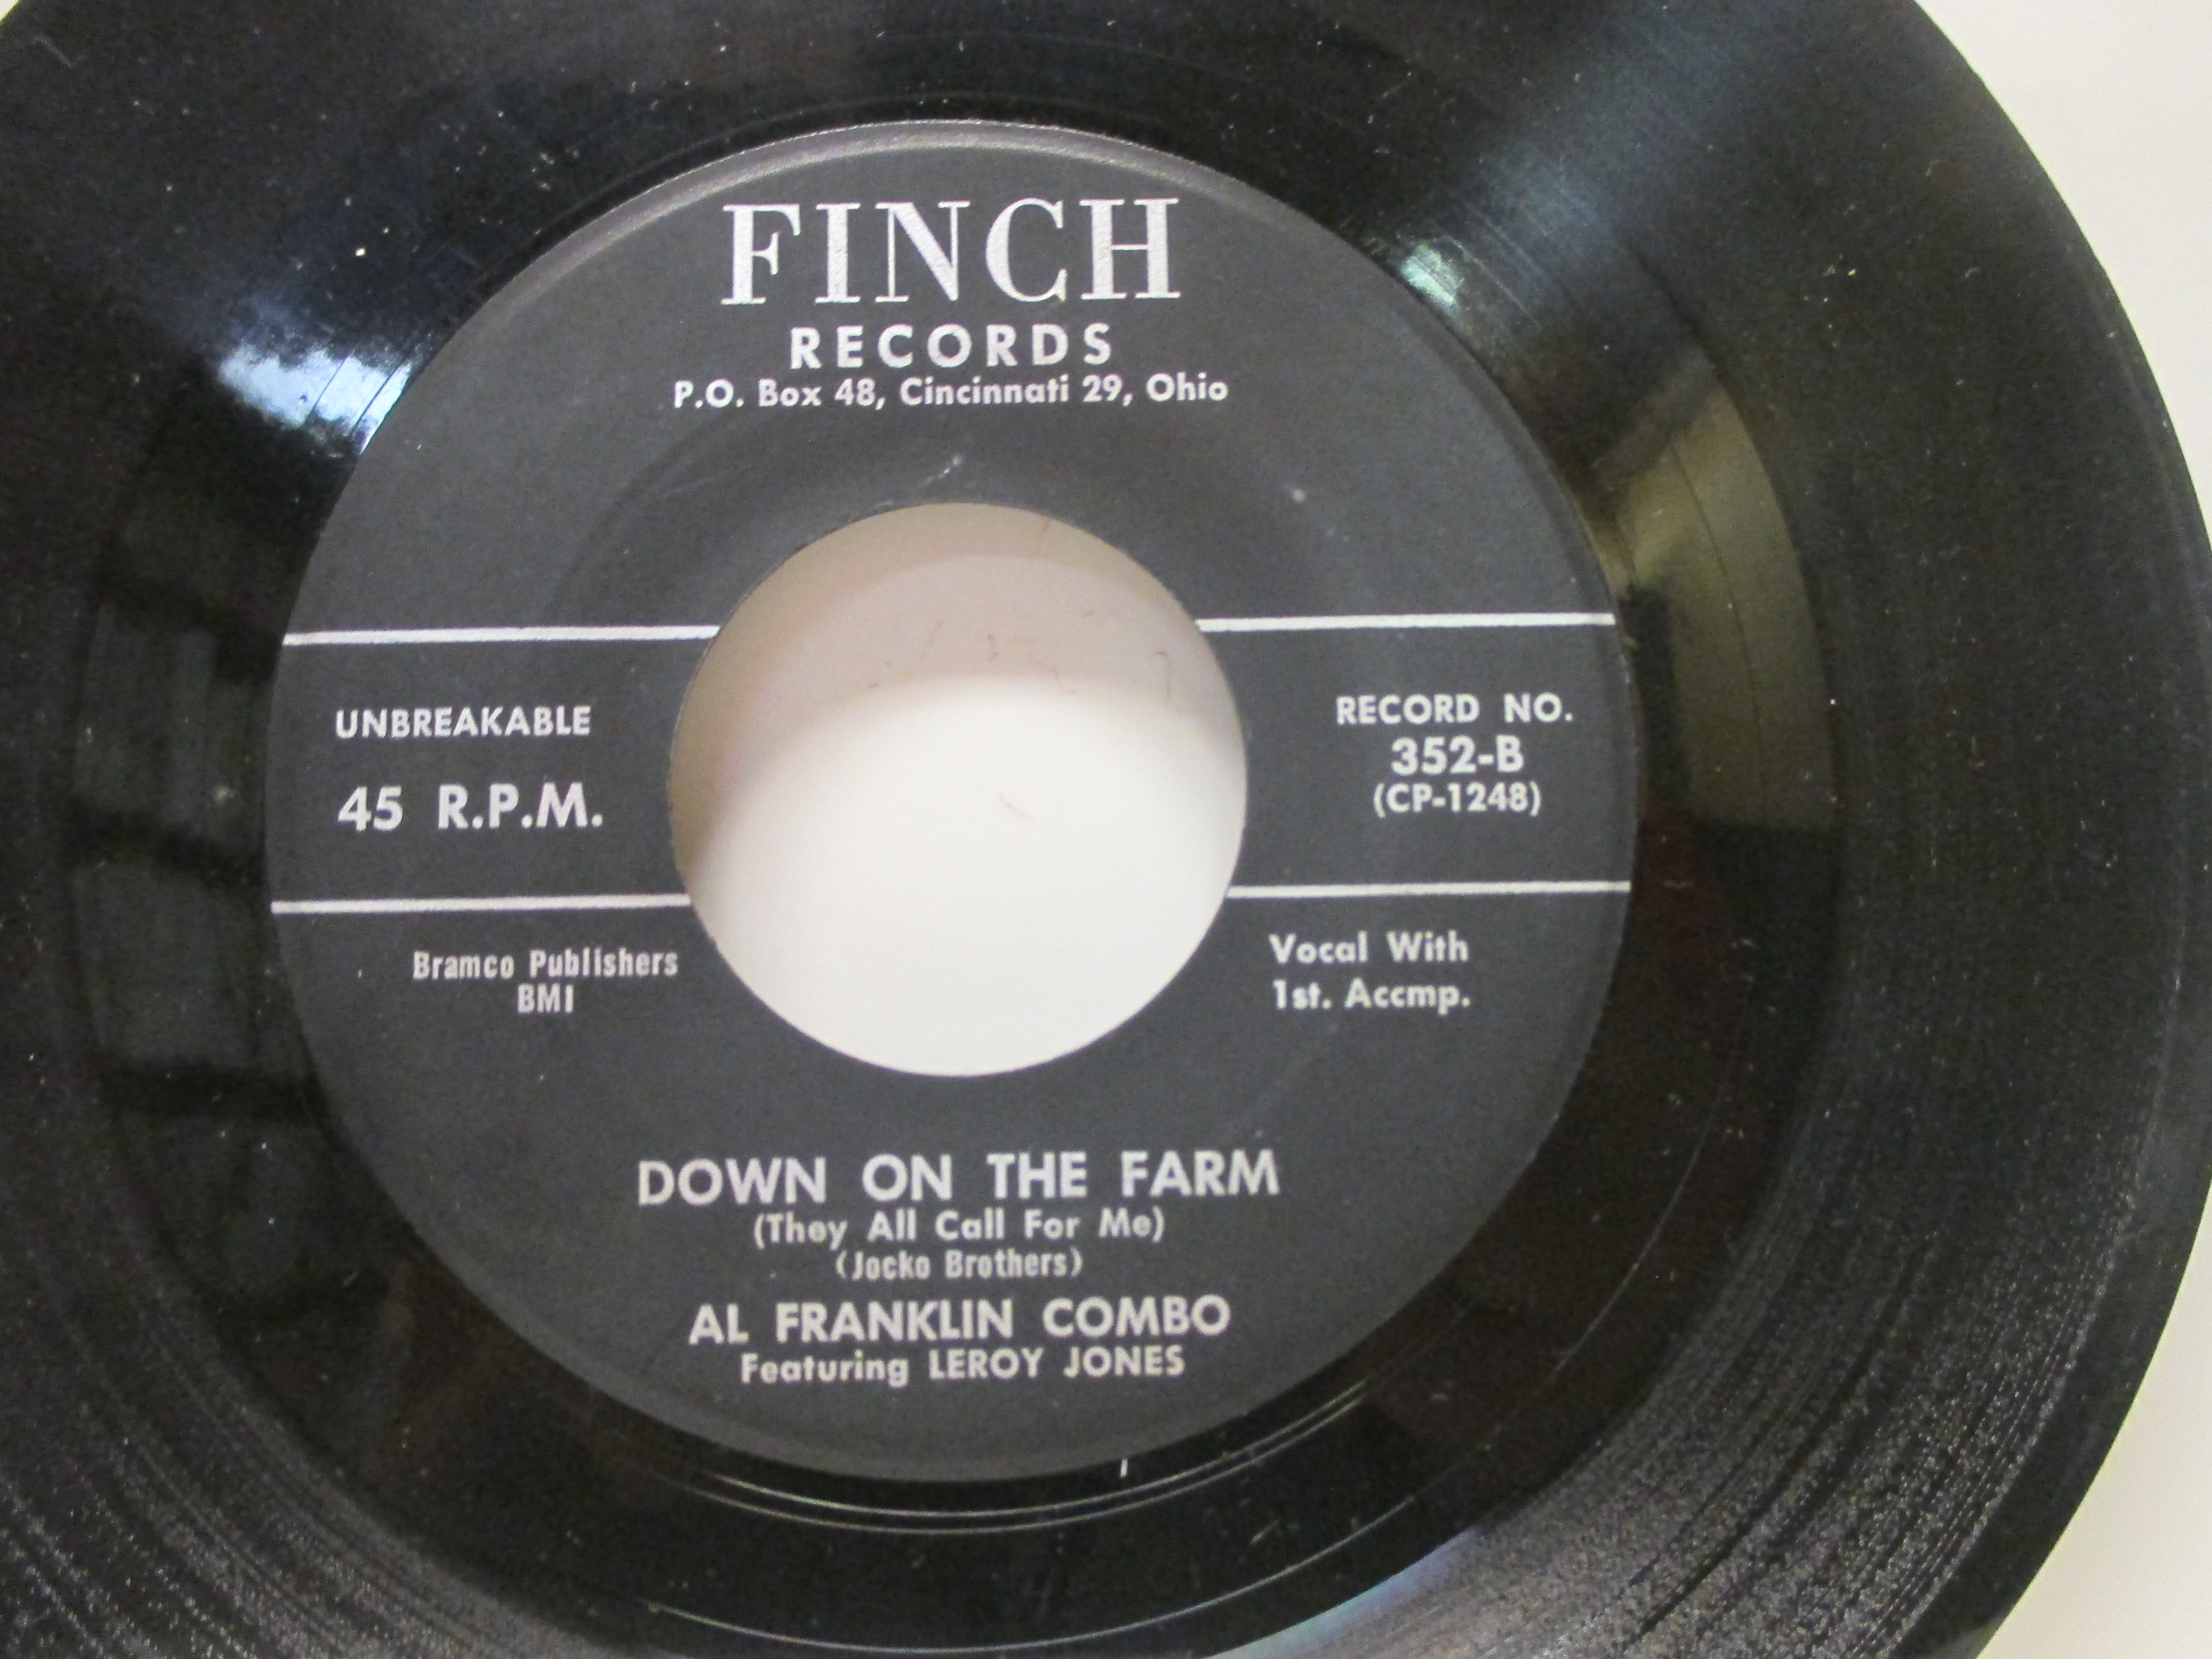 FINCH
RECORDS
P.O. Box 48, Cincinnati 29, Ohio
UNBREAKABLE
45 R.P.M.
RECORD NO.
352-B
(CP-1248)
Bramco Publishers
BMI
Vocal With
1st. Accmp.
DOWN ON THE FARM
(They All Call For Me)
(Jocko Brothers)
AL FRANKLIN COMBO
Featuring LEROY JONES